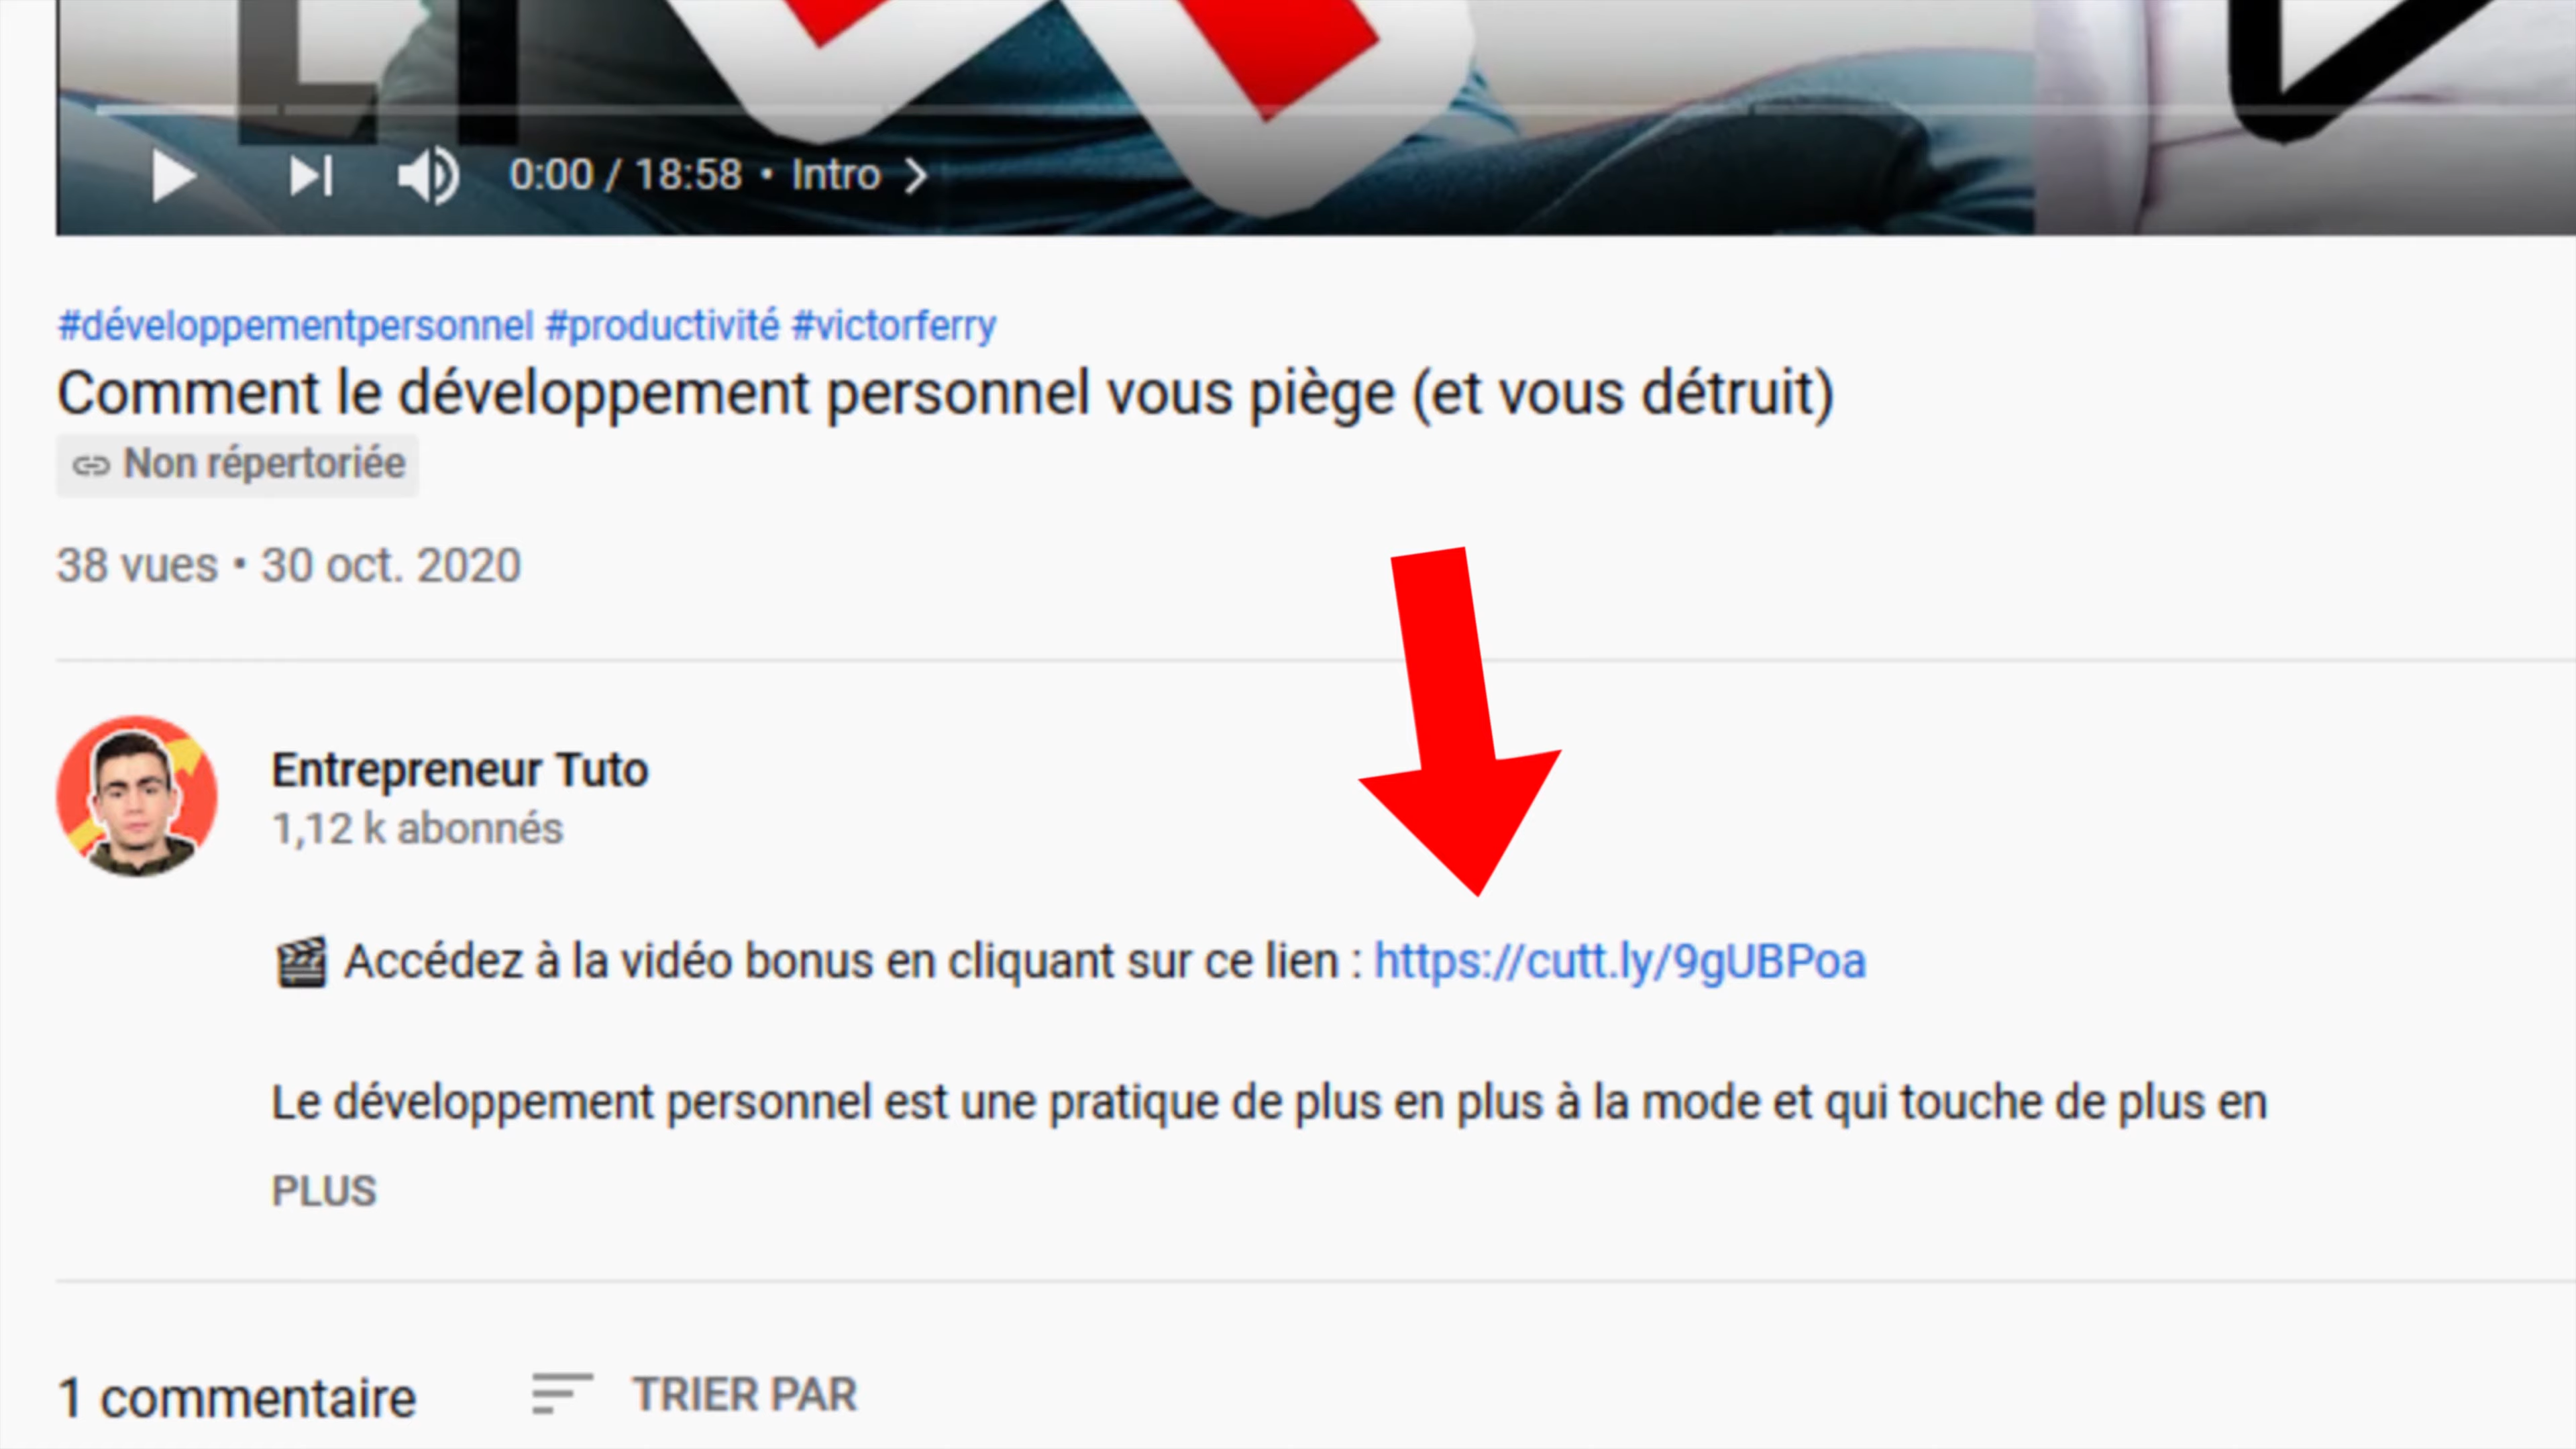 0:00 / 18:58 • Intro
#développementpersonnel #productivité #victorferry
Comment le développement personnel vous piège (et vous détruit)
Non répertoriée
38 vues • 30 oct. 2020
Entrepreneur Tuto
1,12 k abonnés
Accédez à la vidéo bonus en cliquant sur ce lien : https://cutt.ly/9gUBPoa
Le développement personnel est une pratique de plus en plus à la mode et qui touche de plus en
PLUS
1 commentaire
TRIER PAR